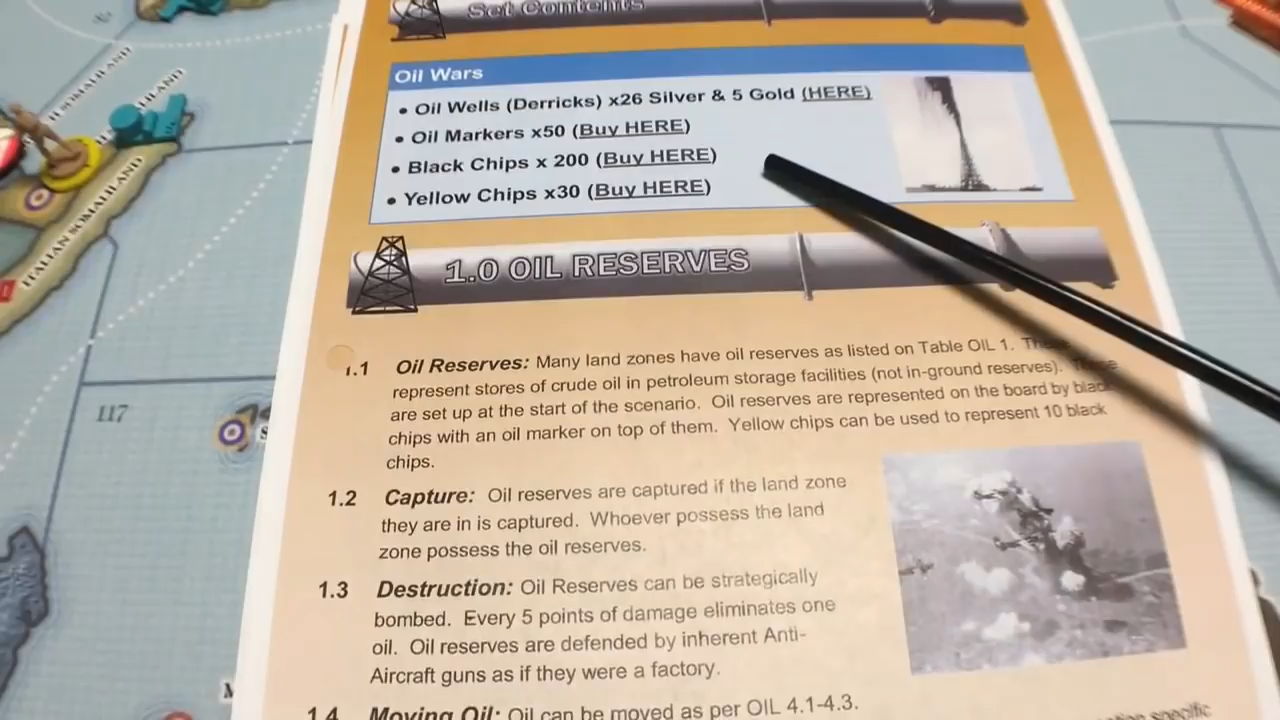 Set Contents
Oil Wars
• Oil Wells (Derricks) x26 Silver & 5 Gold (HERE)
• Oil Markers x50 (Buy HERE)
• Black Chips x 200 (Buy HERE)
• Yellow Chips x30 (Buy HERE)
1.0 OIL RESERVES
1.1 Oil Reserves: Many land zones have oil reserves as listed on Table OIL 1.
represent stores of crude oil in petroleum storage facilities (not in-ground reserves).
are set up at the start of the scenario. Oil reserves are represented on the board by black
chips with an oil marker on top of them. Yellow chips can be used to represent 10 black
chips.
1.2 Capture: Oil reserves are captured if the land zone
they are in is captured. Whoever possess the land
zone possess the oil reserves.
1.3 Destruction: Oil Reserves can be strategically
bombed. Every 5 points of damage eliminates one
oil. Oil reserves are defended by inherent Anti-
Aircraft guns as if they were a factory.
1.4 Moving Oil: Oil can be moved as per OIL 4.1-4.3.
specific
ITALIAN SOMALILAND
117